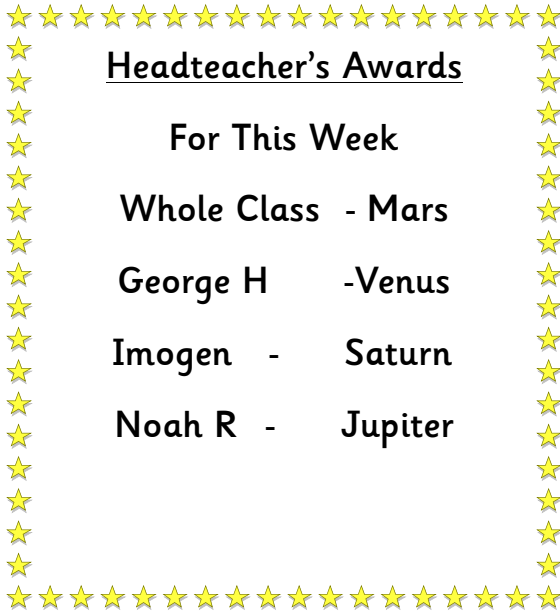 Headteacher’s Awards
For This Week
Whole Class - Mars
George H -Venus
Imogen - Saturn
Noah R - Jupiter